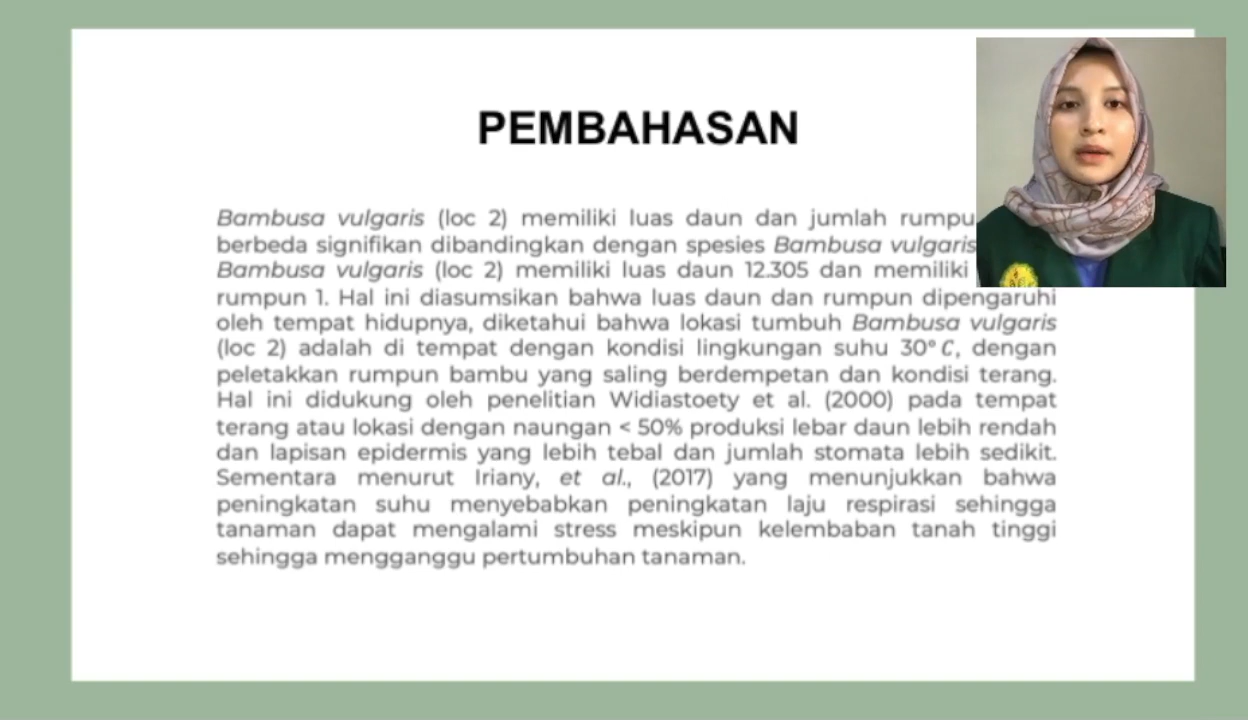 PEMBAHASAN
Bambusa vulgaris (loc 2) memiliki luas daun dan jumlah
berbeda signifikan dibandingkan dengan spesies Bambusa vulgaris
Bambusa vulgaris (loc 2) memiliki luas daun 12.305 dan memiliki
rumpun 1. Hal ini diasumsikan bahwa luas daun dan rumpun dipengaruhi
oleh tempat hidupnya, diketahui bahwa lokasi tumbuh Bambusa vulgaris
(loc 2) adalah di tempat dengan kondisi lingkungan suhu 30° C, dengan
peletakkan rumpun bambu yang saling berdempetan dan kondisi terang.
Hal ini didukung oleh penelitian Widiastoety et al. (2000) pada tempat
terang atau lokasi dengan naungan < 50% produksi lebar daun lebih rendah
dan lapisan epidermis yang lebih tebal dan jumlah stomata lebih sedikit.
Sementara menurut Iriany, et al., (2017) yang menunjukkan bahwa
peningkatan suhu menyebabkan peningkatan laju respirasi sehingga
tanaman dapat mengalami stress meskipun kelembaban tanah tinggi
sehingga mengganggu pertumbuhan tanaman.